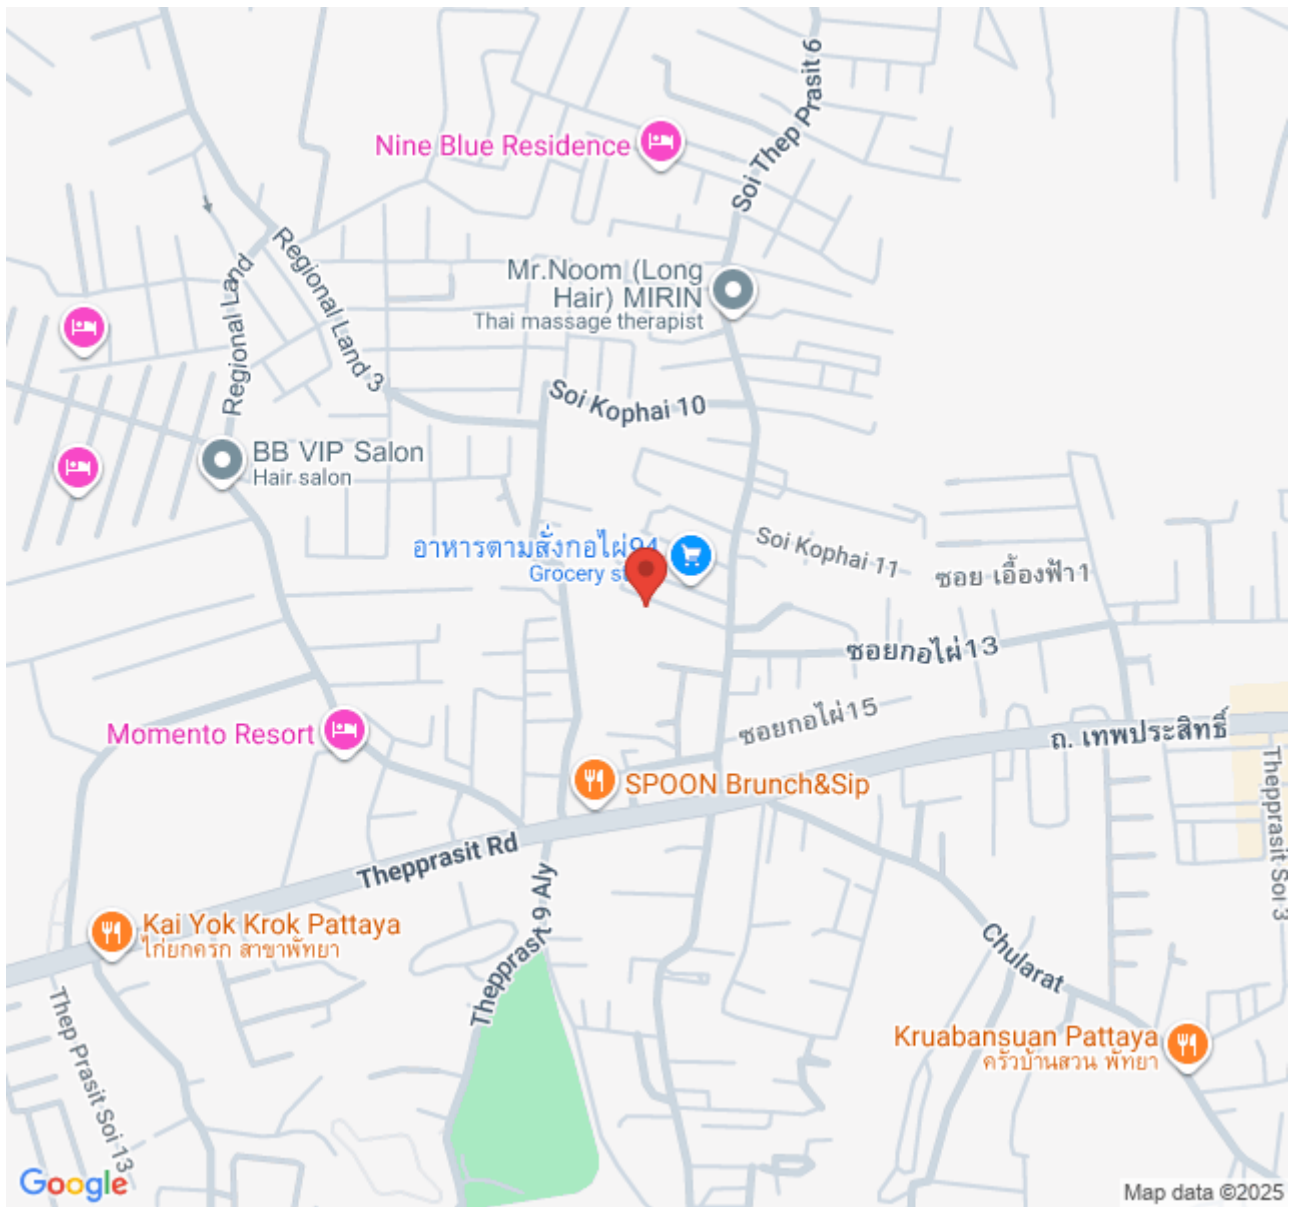 Soi Thep Prasit 6
Nine Blue Residence
Regional Land
Regional Land 3
Mr.Noom (Long
Hair) MIRIN
Thai massage therapist
Soi Kophai 10
BB VIP Salon
Hair salon
อาหารตามสั่งกอไผ่94
Grocery st
Soi Kophai 11
ซอย เอื้องฟ้า1
ซอยกอไผ่13
ซอยกอไผ่15
ถ. เทพประสิทธิ์
Momento Resort
SPOON Brunch&Sip
Thepprasit Rd
Thepprasit Soi 3
Thepprasit 9 Aly
Kai Yok Krok Pattaya
ไก่ยกครก สาขาพัทยา
Chularat
Thep Prasit Soi 13
Kruabansuan Pattaya
ครัวบ้านสวน พัทยา
Google
Map data ©2025